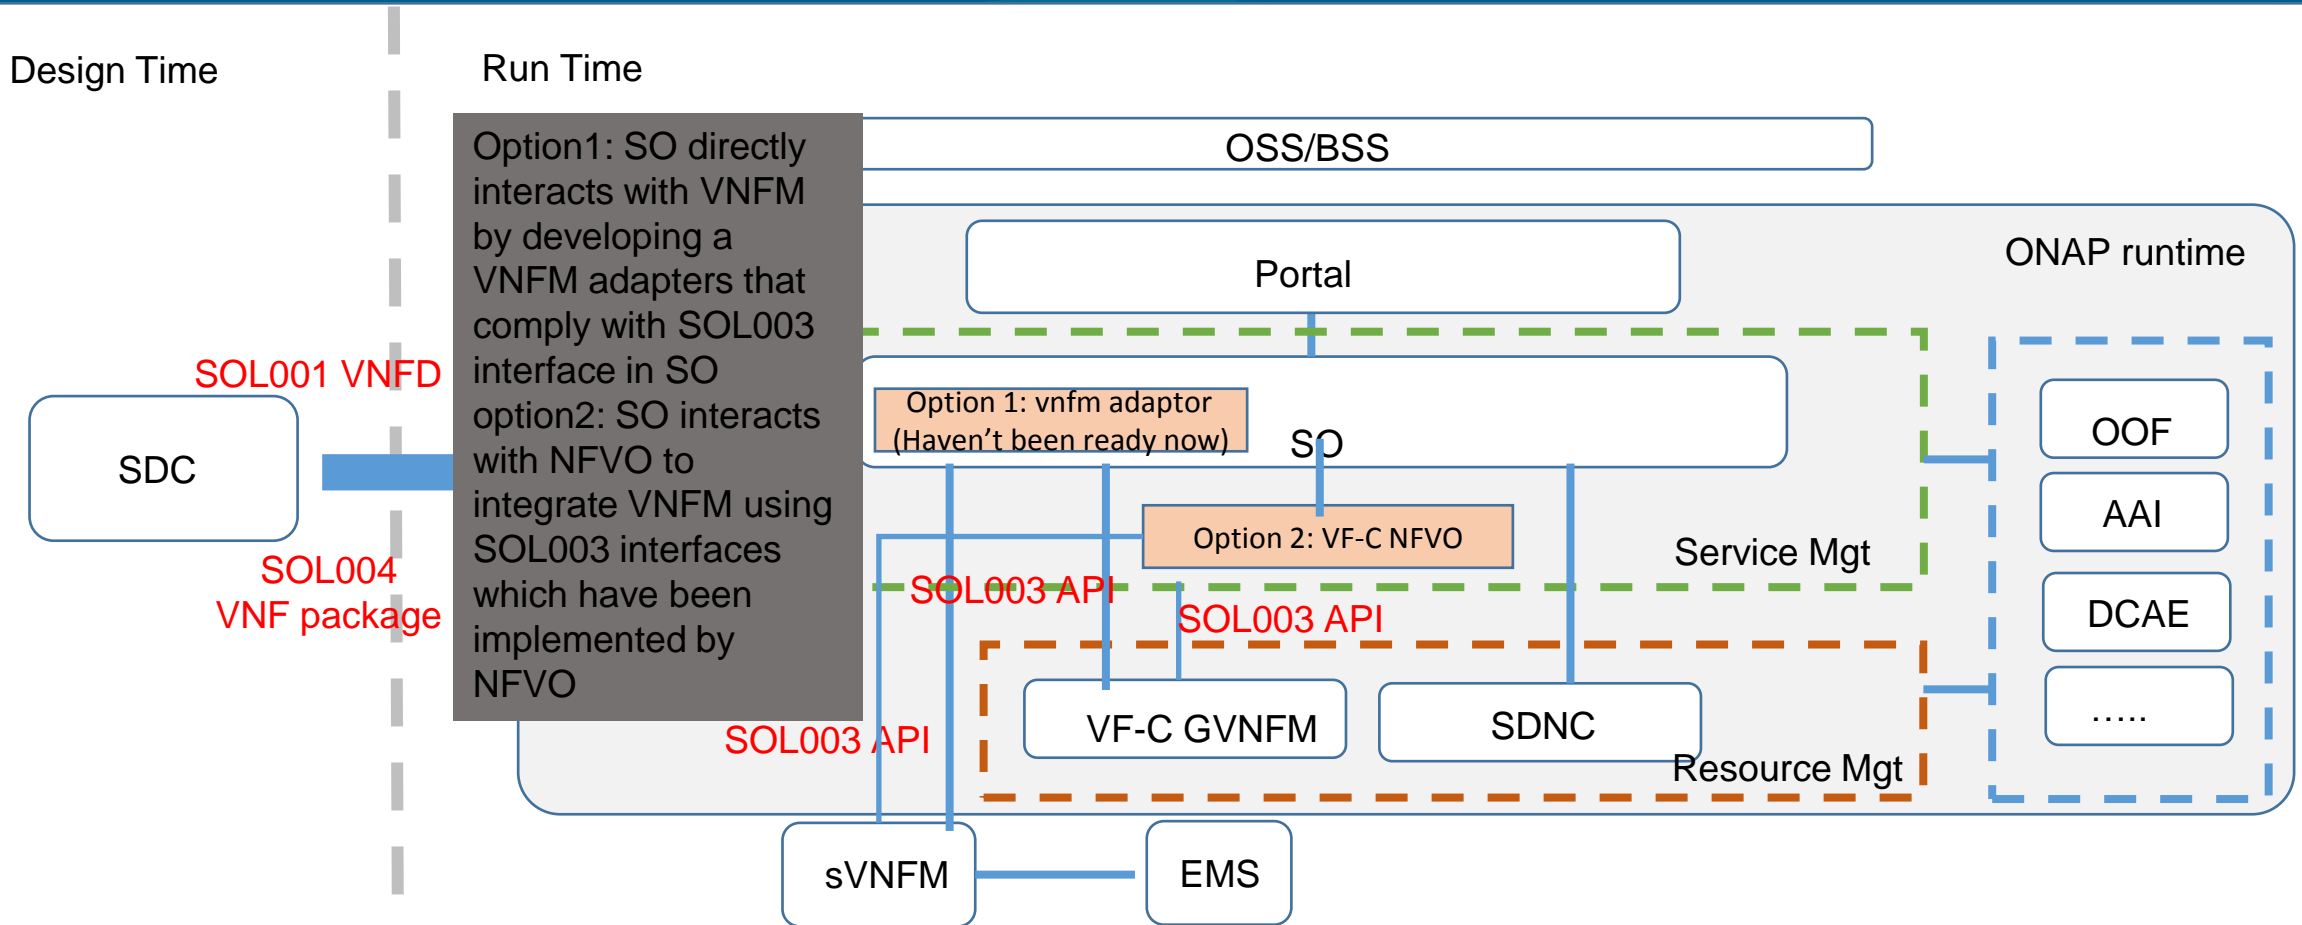 Design Time
Run Time
Option1: SO directly
interacts with VNFM
by developing a
VNFM adapters that
comply with SOL003
interface in SO
option2: SO interacts
with NFVO to
integrate VNFM using
SOL003 interfaces
which have been
implemented by
NFVO
OSS/BSS
ONAP runtime
Portal
SOL001 VNFD
SDC
SOL004
VNF package
Option 1: vnfm adaptor
(Haven't been ready now)
SO
Option 2: VF-C NFVO
Service Mgt
SOL003 API
SOL003 API
SOL003 API
VF-C GVNFM
SDNC
Resource Mgt
OOF
AAI
DCAE
.....
sVNFM
EMS